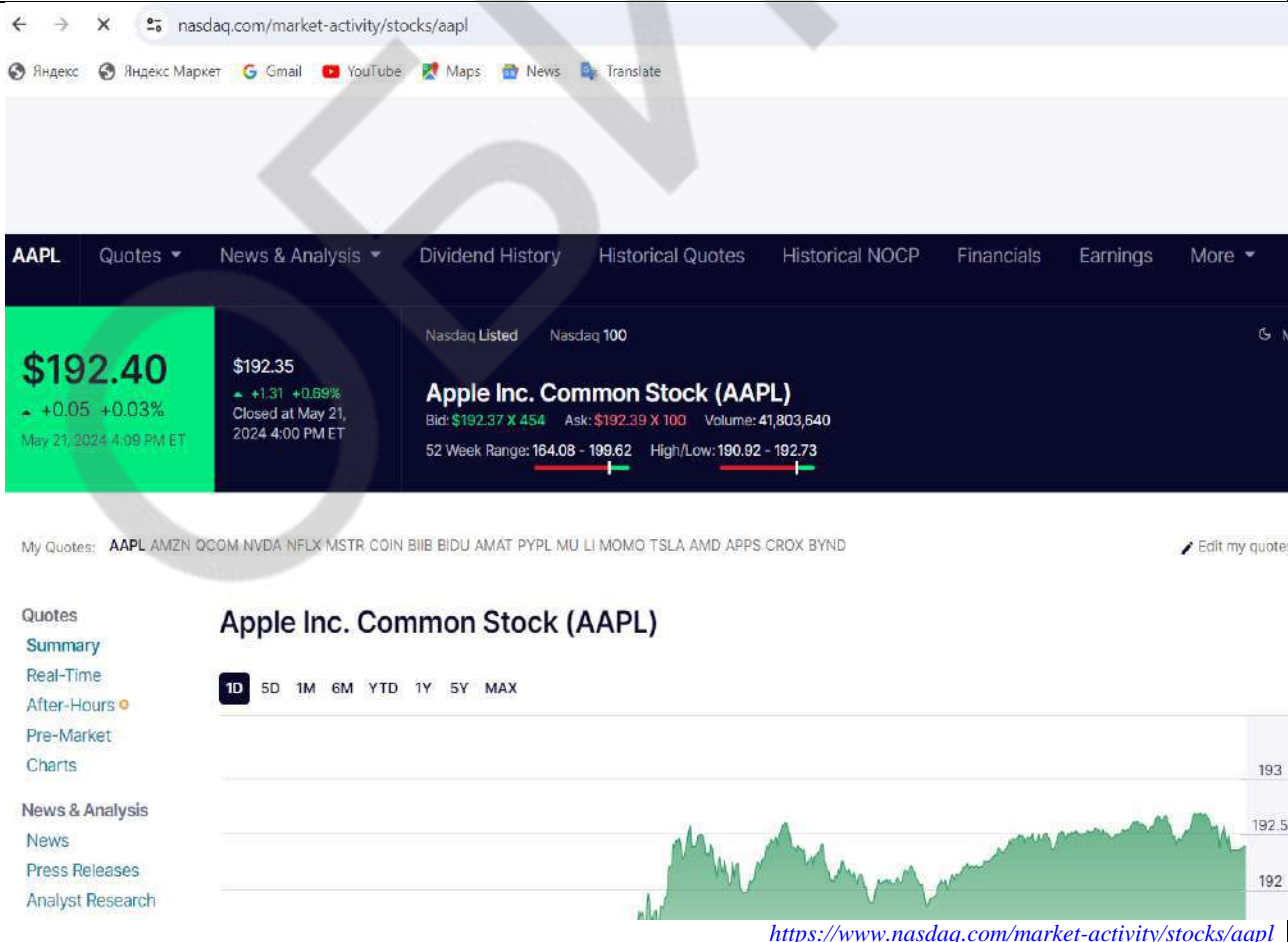 nasdaq.com/market-activity/stocks/aapl
Яндекс Яндекс Маркет Gmail YouTube Maps News Translate
AAPL Quotes News & Analysis Dividend History Historical Quotes Historical NOCP Financials Earnings More
Nasdaq Listed Nasdaq 100
$192.40
+0.05 +0.03%
May 21, 2024 4:09 PM ET
$192.35
+1.31 +0.69%
Closed at May 21,
2024 4:00 PM ET
Apple Inc. Common Stock (AAPL)
Bid: $192.37 X 454 Ask: $192.39 X 100 Volume: 41,803,640
52 Week Range: 164.08 - 199.62 High/Low: 190.92 - 192.73
My Quotes: AAPL AMZN QCOM NVDA NFLX MSTR COIN BIIB BIDU AMAT PYPL MU LI MOMO TSLA AMD APPS CROX BYND
Edit my quotes
Quotes
Summary
Real-Time
After-Hours
Pre-Market
Charts
News & Analysis
News
Press Releases
Analyst Research
Apple Inc. Common Stock (AAPL)
1D 5D 1M 6M YTD 1Y 5Y MAX
193
192.5
192
https://www.nasdaq.com/market-activity/stocks/aapl